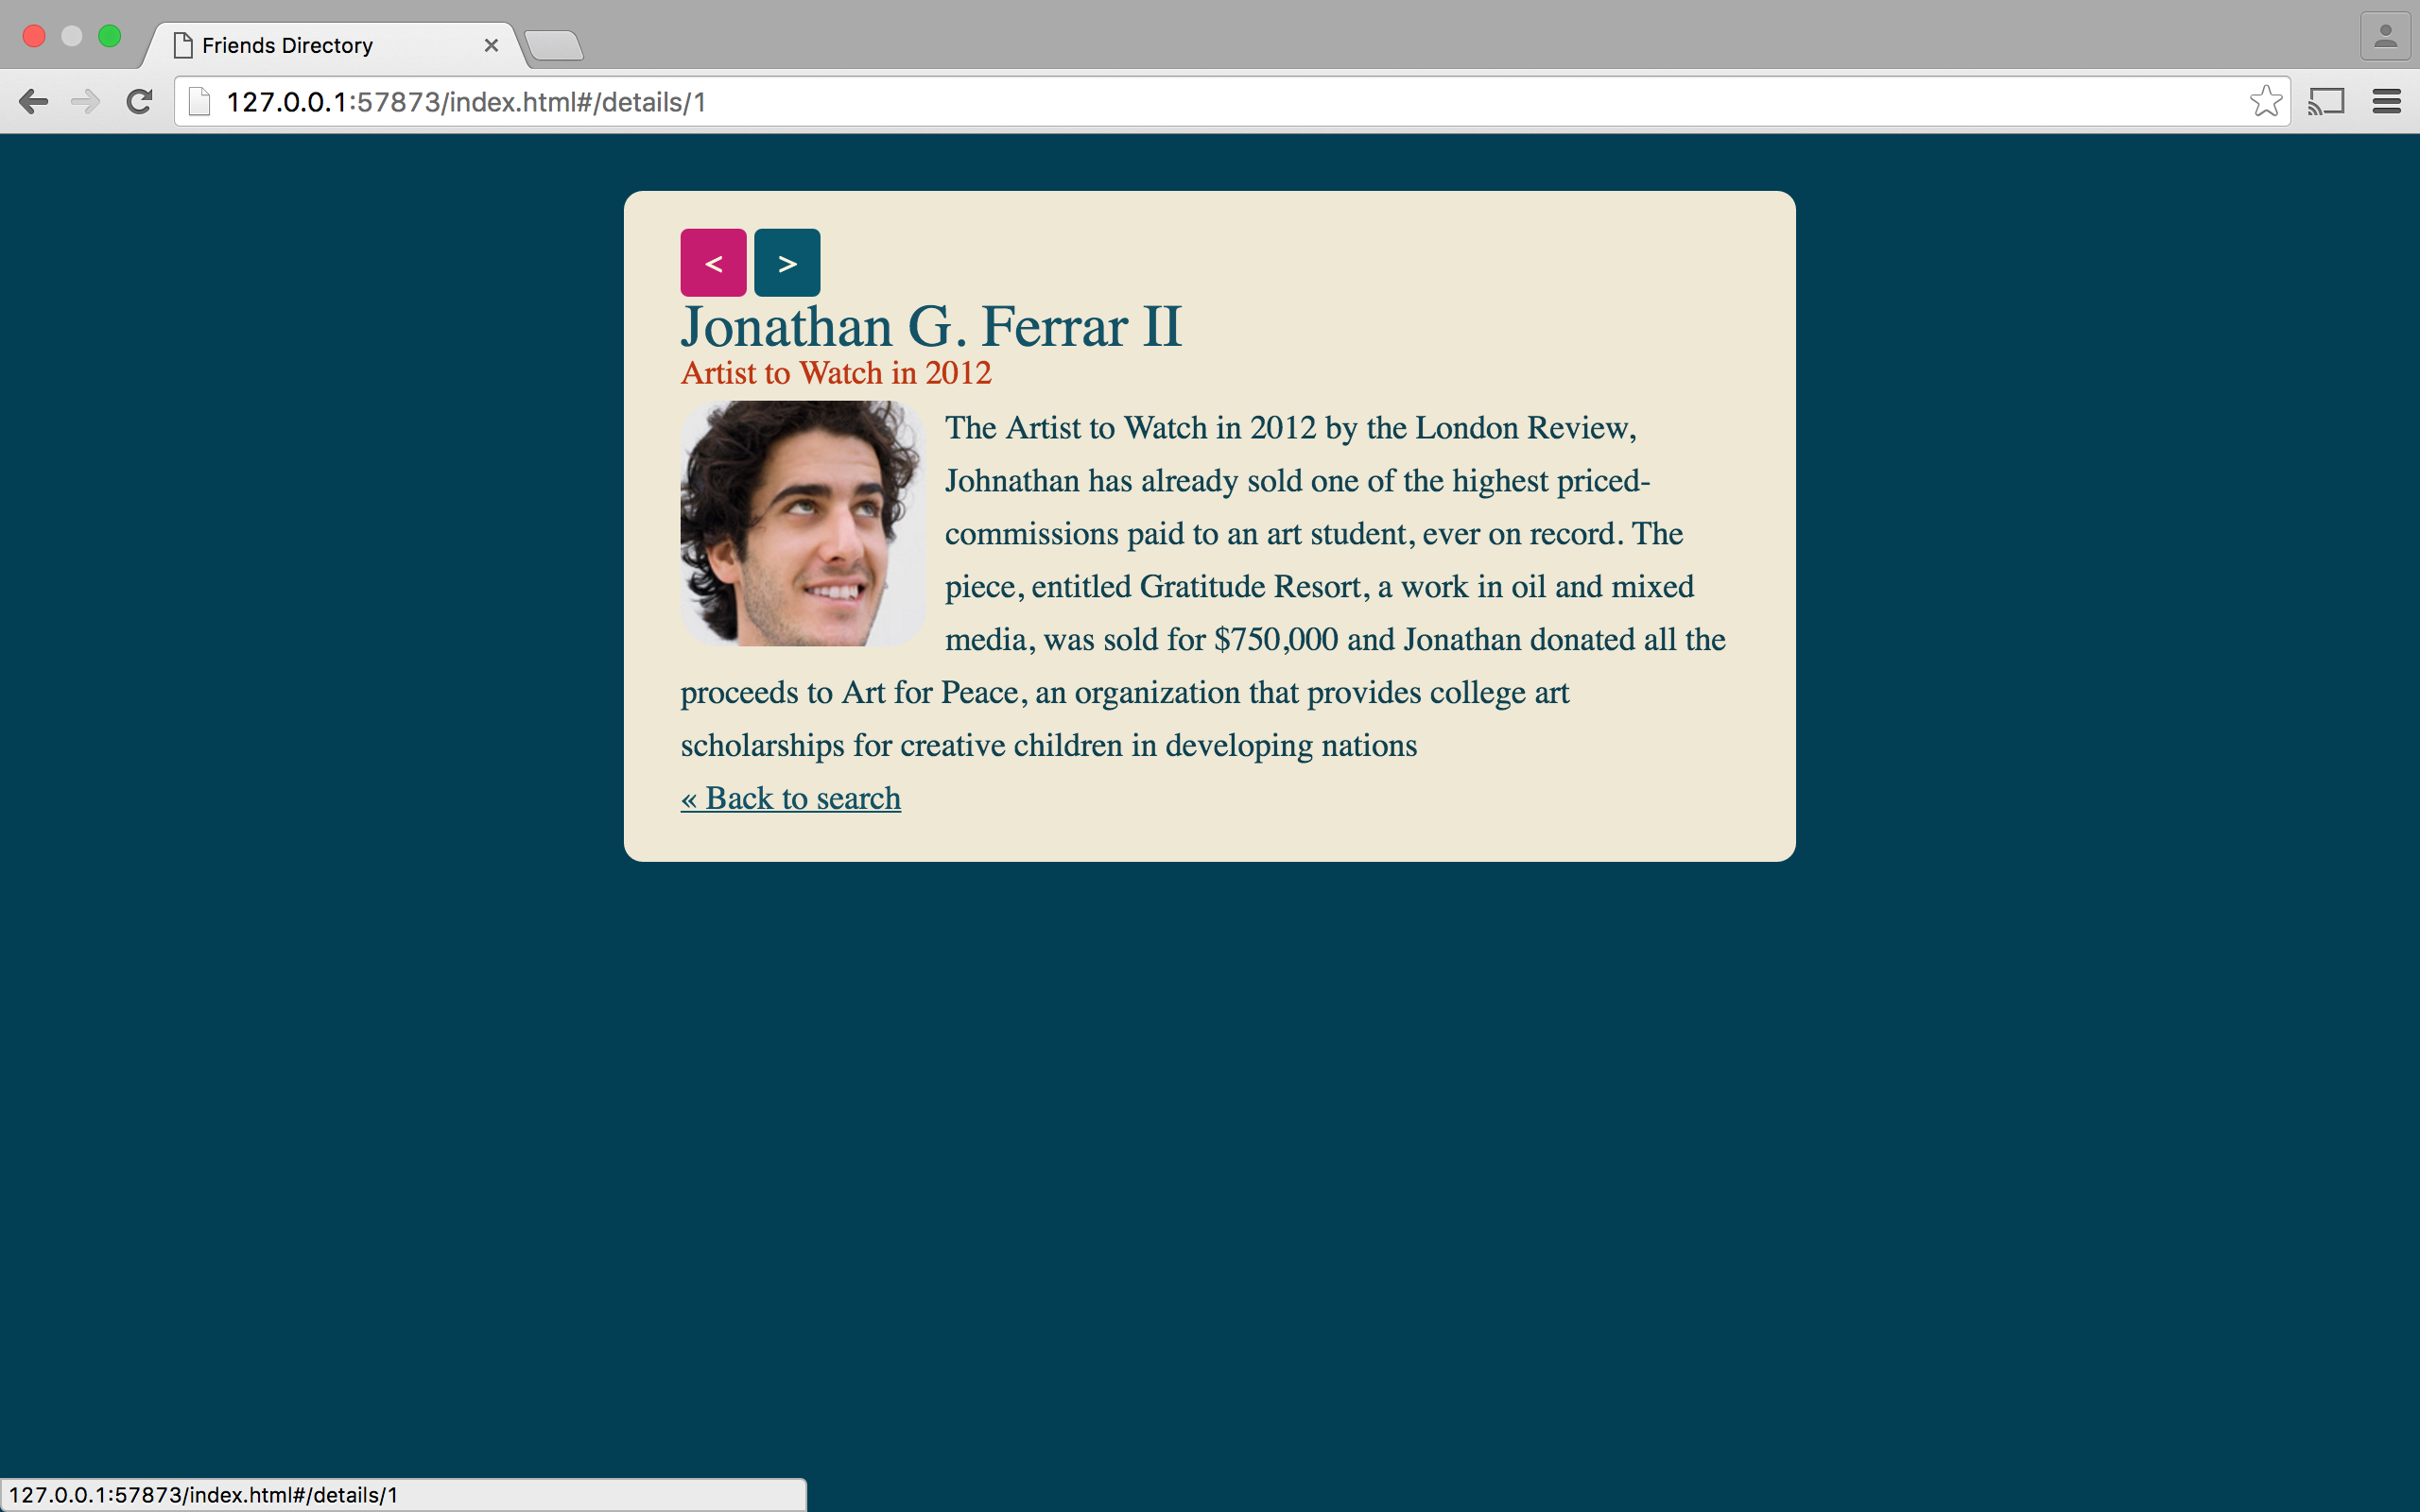 Friends Directory
127.0.0.1:57873/index.html#/details/1
< >
Jonathan G. Ferrar II
Artist to Watch in 2012
The Artist to Watch in 2012 by the London Review,
Johnathan has already sold one of the highest priced-
commissions paid to an art student, ever on record. The
piece, entitled Gratitude Resort, a work in oil and mixed
media, was sold for $750,000 and Jonathan donated all the
proceeds to Art for Peace, an organization that provides college art
scholarships for creative children in developing nations
« Back to search
127.0.0.1:57873/index.html#/details/1